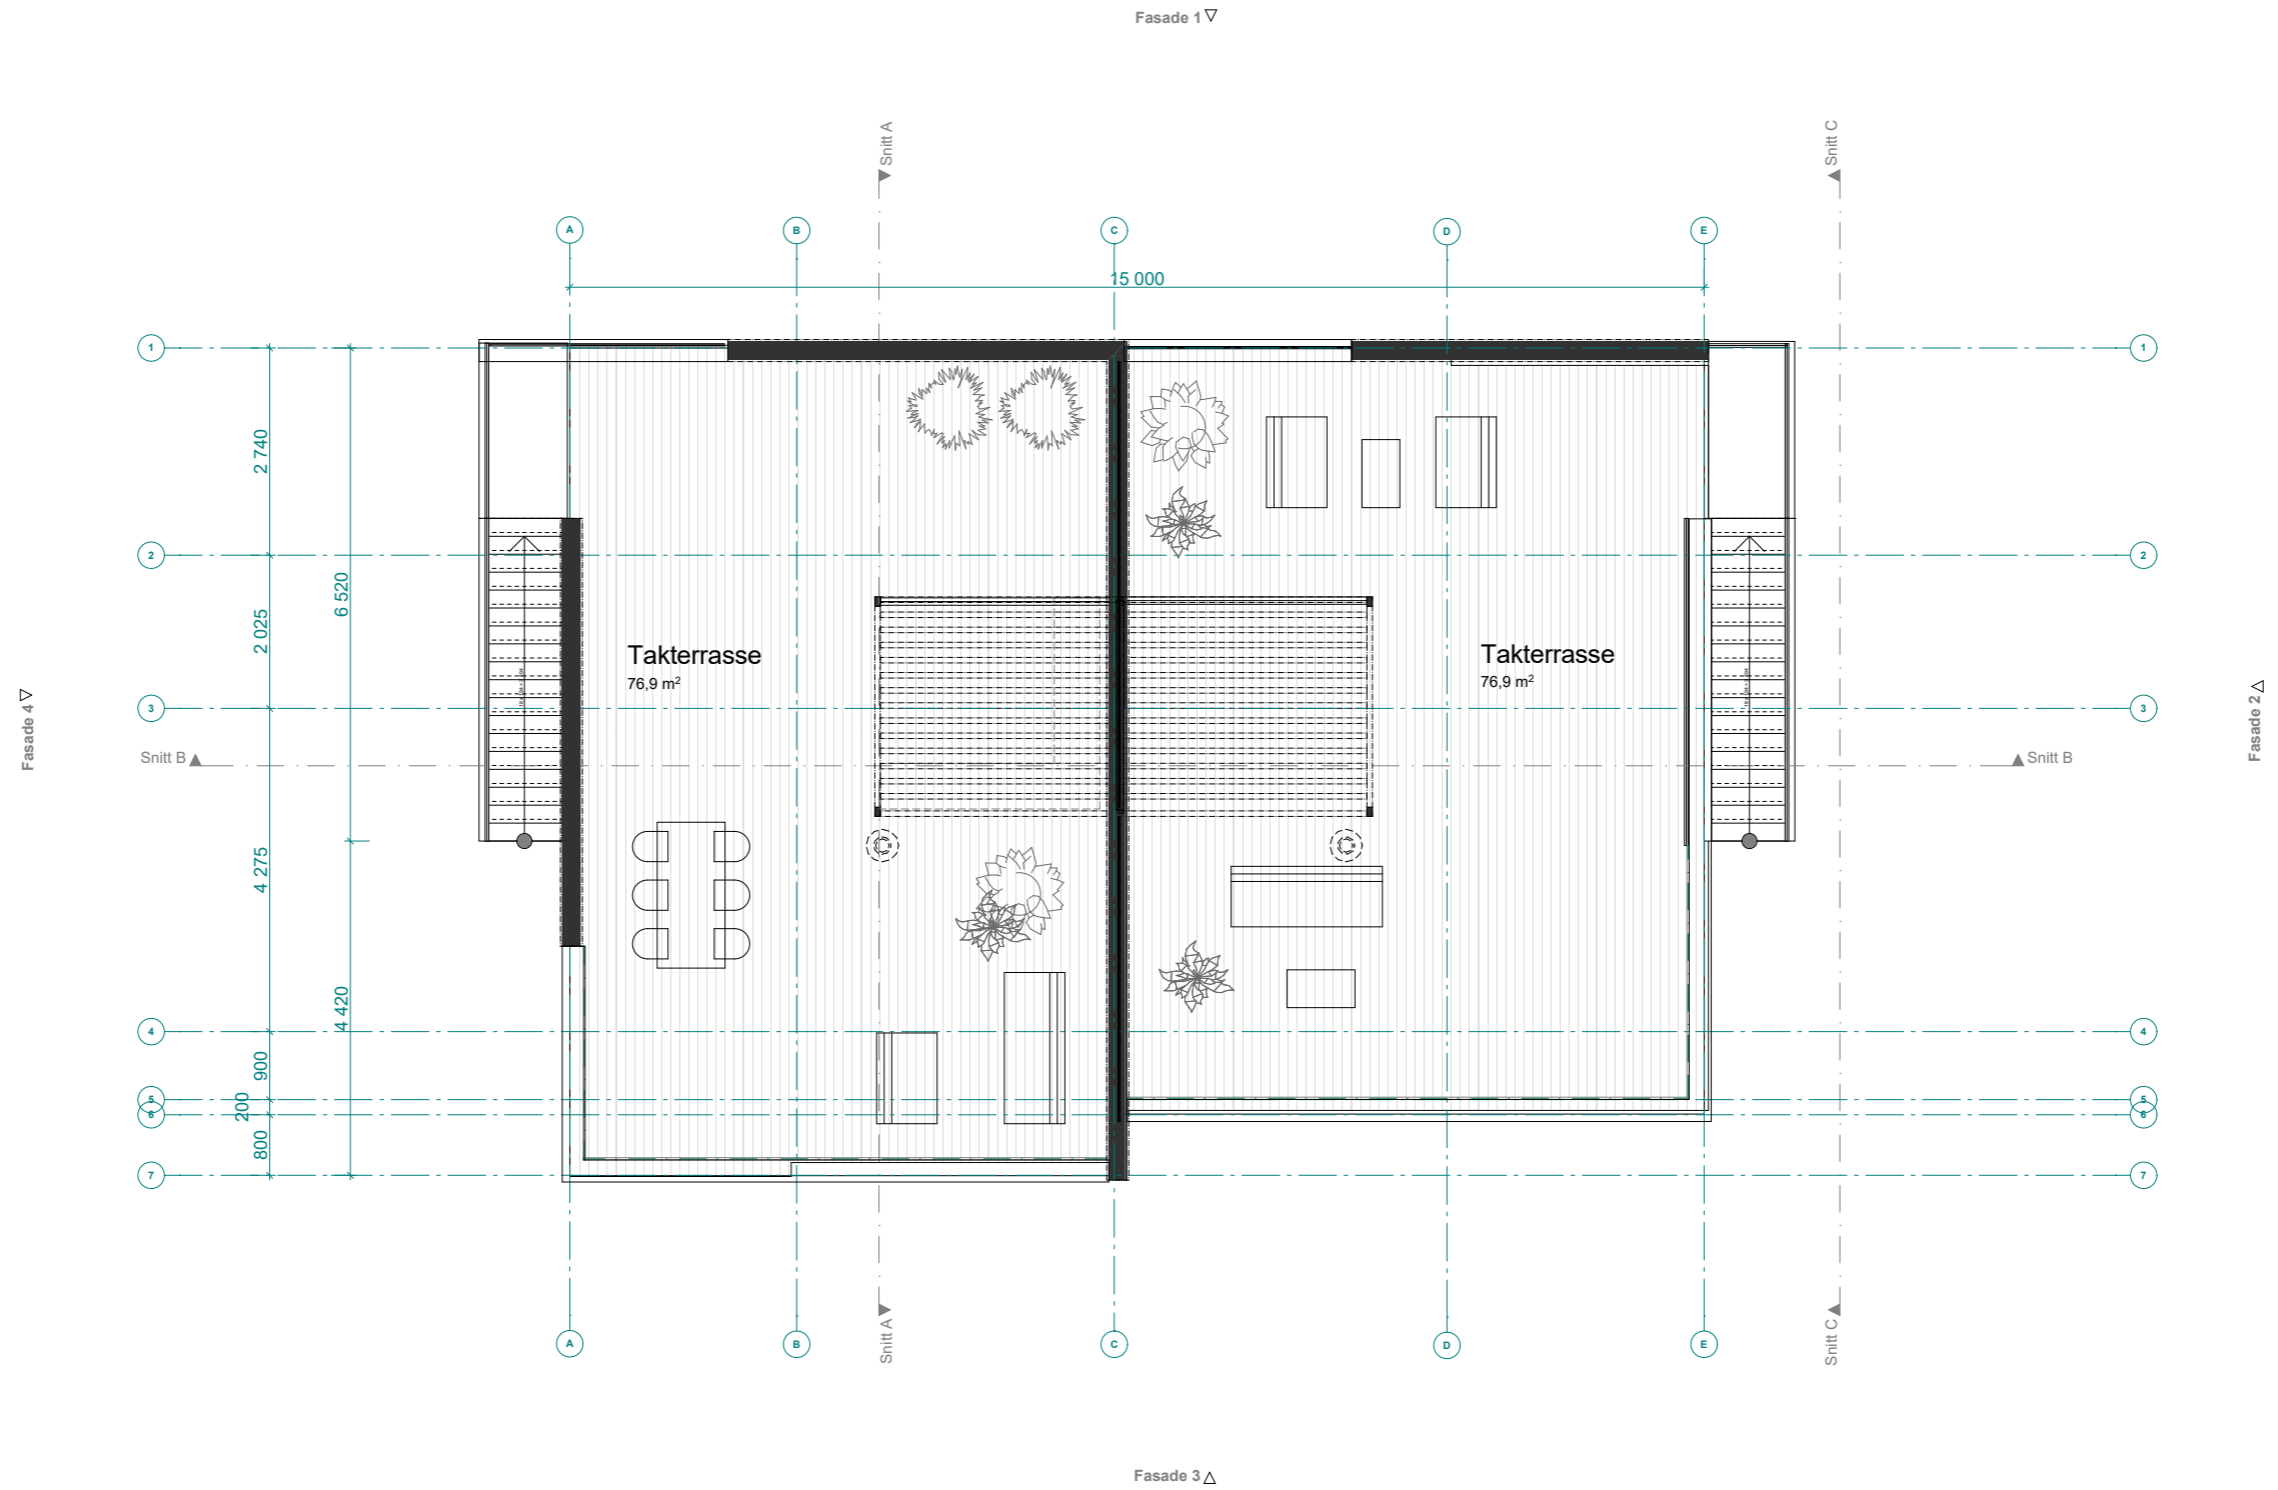 Fasade 1
Snitt A
Snitt C
A
B
C
D
E
15 000
1
1
2 740
2
2
6 520
2 025
Takterrasse
76,9 m²
Takterrasse
76,9 m²
3
3
Fasade 4
Fasade 2
Snitt B
Snitt B
4 275
4 420
4
4
900
5
5
200
6
6
800
7
7
A
B
C
D
E
Snitt A
Snitt C
Fasade 3